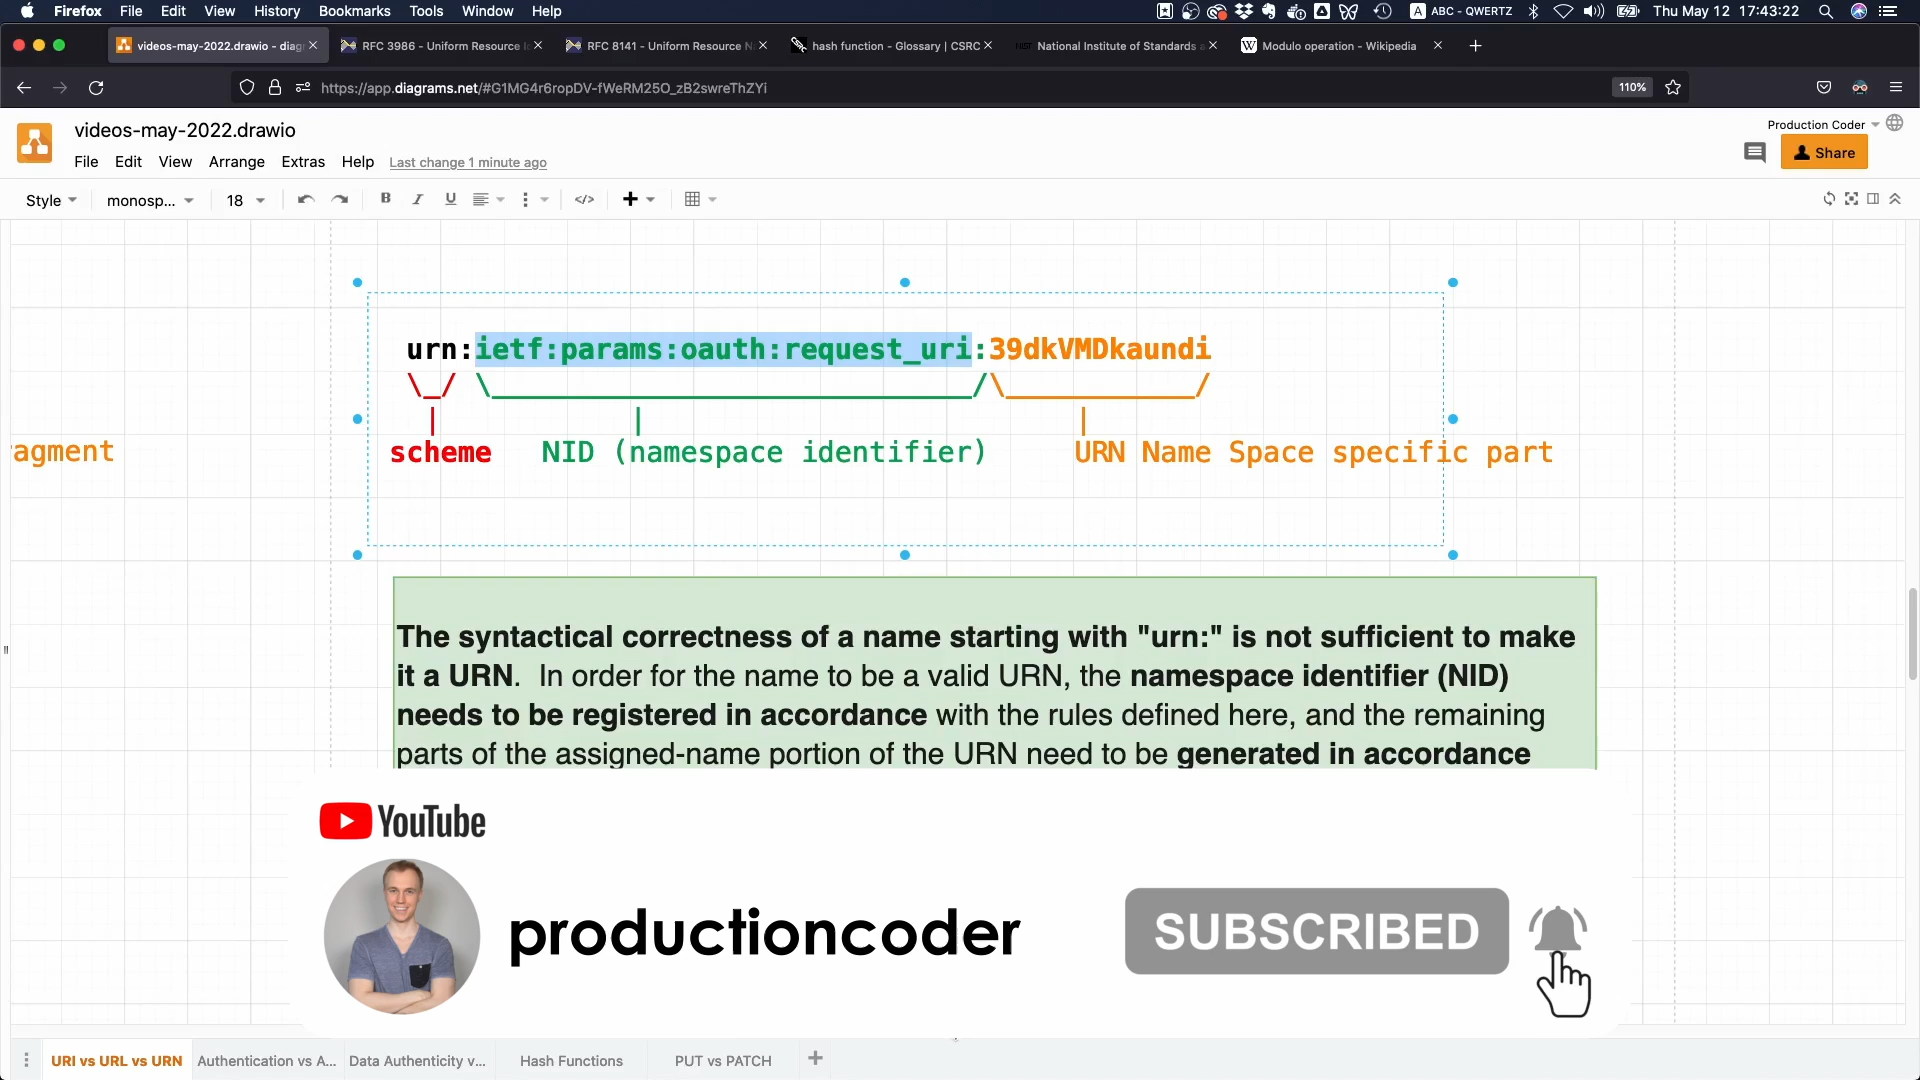 Firefox File Edit View History Bookmarks Tools Window Help ABC - QWERTZ Thu May 12 17:43:22
videos-may-2022.drawio - diag RFC 3986 - Uniform Resource Id RFC 8141 - Uniform Resource N hash function - Glossary | CSRC National Institute of Standards a Modulo operation - Wikipedia
https://app.diagrams.net/#G1MG4r6ropDV-fWeRM25O_zB2swreThZYi 110%
videos-may-2022.drawio Production Coder
File Edit View Arrange Extras Help Last change 1 minute ago Share
Style monosp... 18
urn:ietf:params:oauth:request_uri:39dkVMDkaundi
\_/ \____________________________/\___________/
ragment scheme NID (namespace identifier) URN Name Space specific part
The syntactical correctness of a name starting with "urn:" is not sufficient to make
it a URN. In order for the name to be a valid URN, the namespace identifier (NID)
needs to be registered in accordance with the rules defined here, and the remaining
parts of the assigned-name portion of the URN need to be generated in accordance
YouTube
productioncoder SUBSCRIBED
URI vs URL vs URN Authentication vs A... Data Authenticity v... Hash Functions PUT vs PATCH